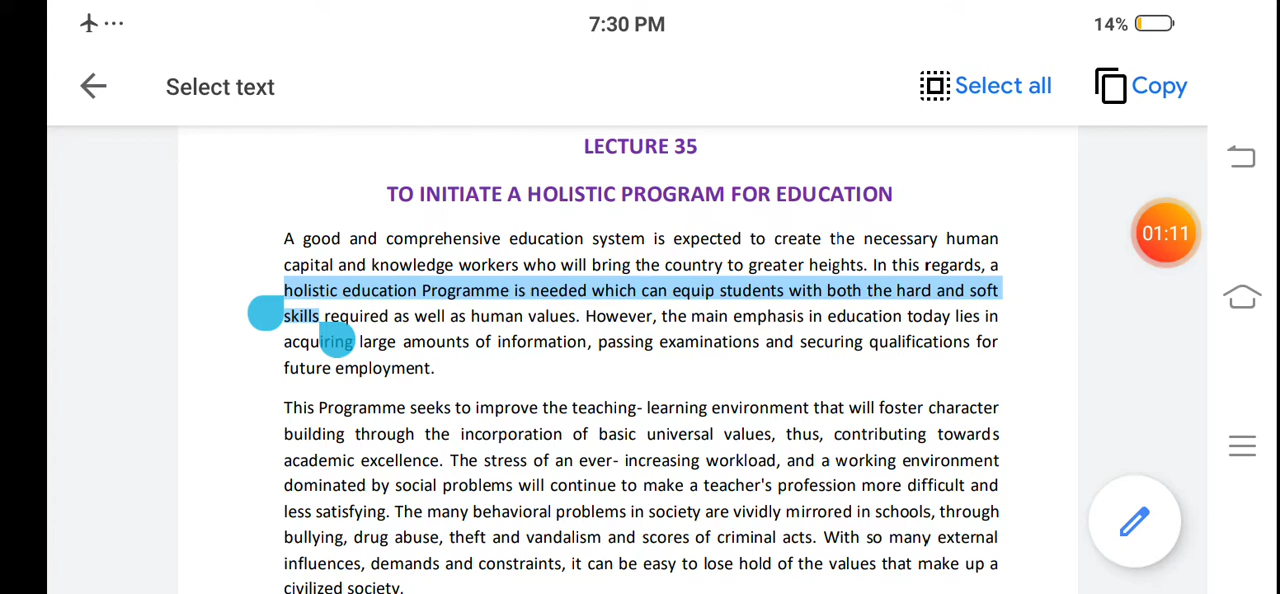 7:30 PM
14%
Select text
Select all
Copy
LECTURE 35
TO INITIATE A HOLISTIC PROGRAM FOR EDUCATION
01:11
A good and comprehensive education system is expected to create the necessary human
capital and knowledge workers who will bring the country to greater heights. In this regards, a
holistic education Programme is needed which can equip students with both the hard and soft
skills required as well as human values. However, the main emphasis in education today lies in
acquiring large amounts of information, passing examinations and securing qualifications for
future employment.
This Programme seeks to improve the teaching- learning environment that will foster character
building through the incorporation of basic universal values, thus, contributing towards
academic excellence. The stress of an ever- increasing workload, and a working environment
dominated by social problems will continue to make a teacher's profession more difficult and
less satisfying. The many behavioral problems in society are vividly mirrored in schools, through
bullying, drug abuse, theft and vandalism and scores of criminal acts. With so many external
influences, demands and constraints, it can be easy to lose hold of the values that make up a
civilized society.